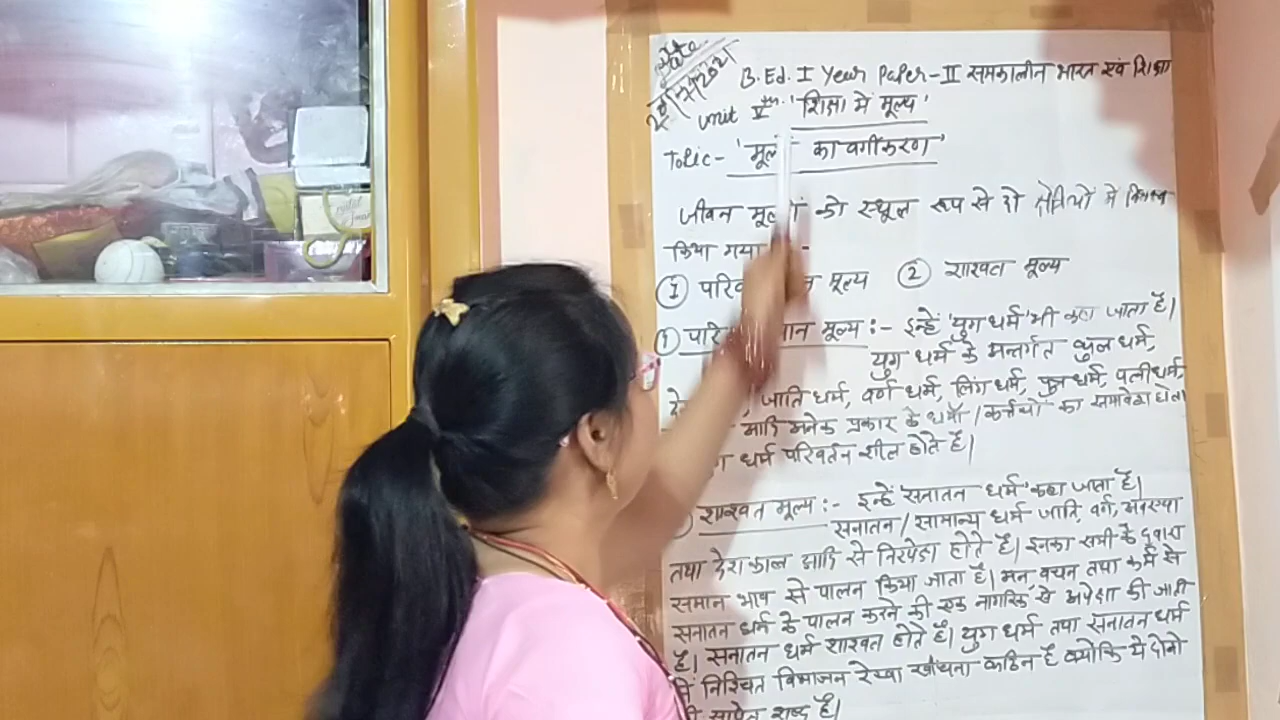 Date
B.Ed. I Year Paper-II समकालीन भारत एवं शिक्षा
Unit Vth. 'शिक्षा में मूल्य'
Topic- का वर्गीकरण'
जीवन को स्थूल रूप से दो श्रेणियों में
किया गया
① मूल्य ② शाश्वत मूल्य
① मूल्य :- इन्हें 'युग धर्म' भी कहा जाता है।
युग धर्म के अन्तर्गत कुल धर्म,
जाति धर्म, वर्ण धर्म, लिंग धर्म, पुत्र धर्म, पत्नी धर्म,
आदि अनेक प्रकार के धर्मों / कर्त्तव्यों का समावेश होता
धर्म परिवर्तन शील होते हैं।
शाश्वत मूल्य :- इन्हें 'सनातन धर्म' कहा जाता है।
सनातन / सामान्य धर्म जाति, वर्ग, अवस्था
तथा देश काल आदि से निरपेक्ष होते हैं। इनका सभी के द्वारा
समान भाव से पालन किया जाता है। मन, वचन तथा कर्म से
सनातन धर्म के पालन करने की एक नागरिक से अपेक्षा की जाती
है। सनातन धर्म शाश्वत होते हैं। युग धर्म तथा सनातन धर्म
में निश्चित विभाजन रेखा खींचना कठिन है क्योंकि ये दोनों
शब्द हैं।